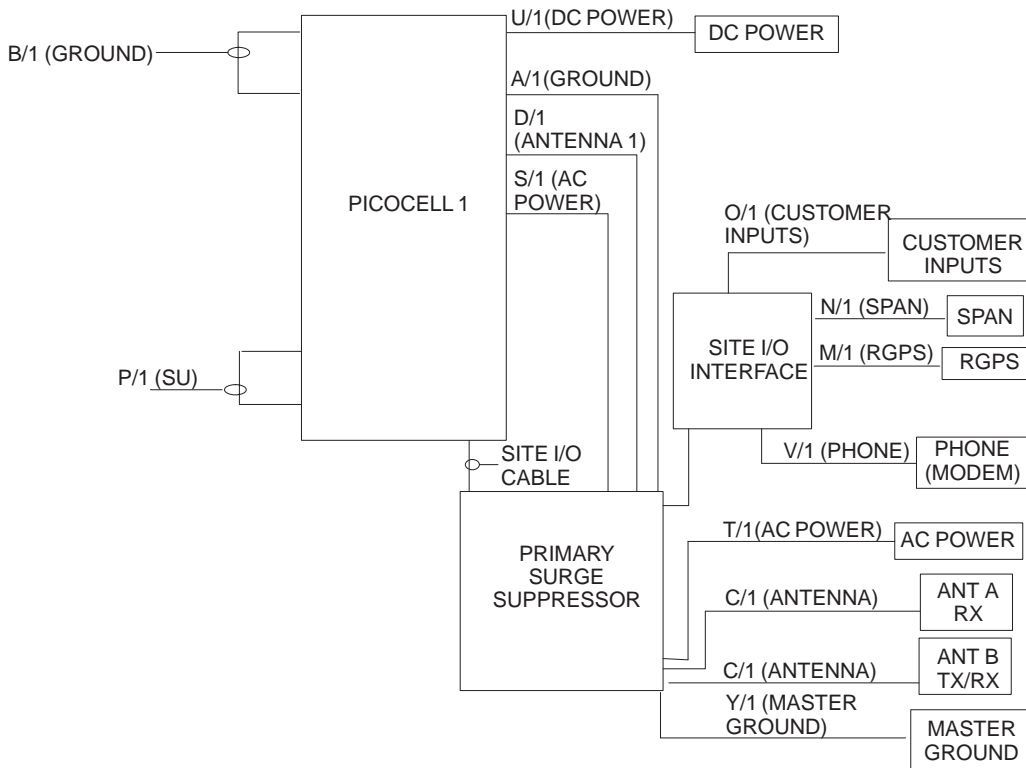 U/1(DC POWER)
DC POWER
B/1 (GROUND)
A/1(GROUND)
D/1
(ANTENNA 1)
S/1 (AC
POWER)
PICOCELL 1
O/1 (CUSTOMER
INPUTS)
CUSTOMER
INPUTS
N/1 (SPAN)
SPAN
SITE I/O
INTERFACE
M/1 (RGPS)
RGPS
P/1 (SU)
V/1 (PHONE)
PHONE
(MODEM)
SITE I/O
CABLE
T/1(AC POWER)
AC POWER
PRIMARY
SURGE
SUPPRESSOR
C/1 (ANTENNA)
ANT A
RX
C/1 (ANTENNA)
ANT B
TX/RX
Y/1 (MASTER
GROUND)
MASTER
GROUND